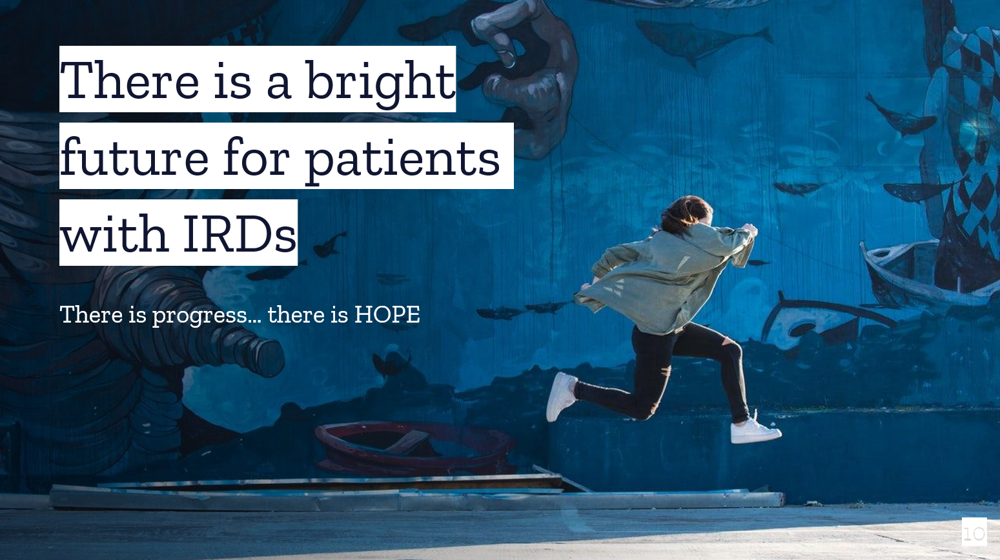 There is a bright
future for patients
with IRDs
There is progress... there is HOPE
10